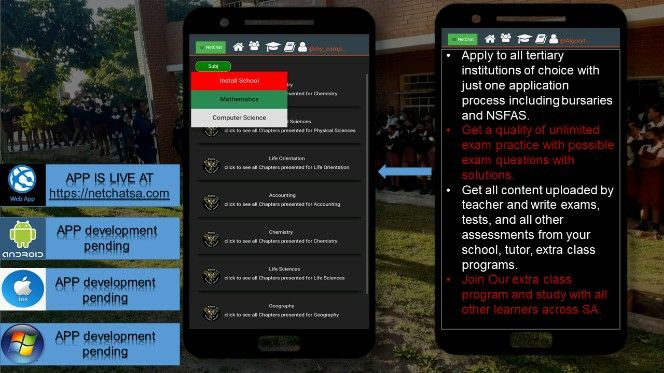 Web App
APP IS LIVE AT
https://netchatsa.com
ANDROID
APP development
pending
ios
APP development
pending
APP development
pending
NetChat
@my_comp...
Subj
Install School
Mathematics
Computer Science
click to see all Chapters presented for Chemistry
click to see all Chapters presented for Physical Sciences
Life Orientation
click to see all Chapters presented for Life Orientation
Accounting
click to see all Chapters presented for Accounting
Chemistry
click to see all Chapters presented for Chemistry
Life Sciences
click to see all Chapters presented for Life Sciences
Geography
click to see all Chapters presented for Geography
NetChat
• Apply to all tertiary
institutions of choice with
just one application
process including bursaries
and NSFAS.
• Get a quality of unlimited
exam practice with possible
exam questions with
solutions.
• Get all content uploaded by
teacher and write exams,
tests, and all other
assessments from your
school, tutor, extra class
programs.
• Join Our extra class
program and study with all
other learners across SA.